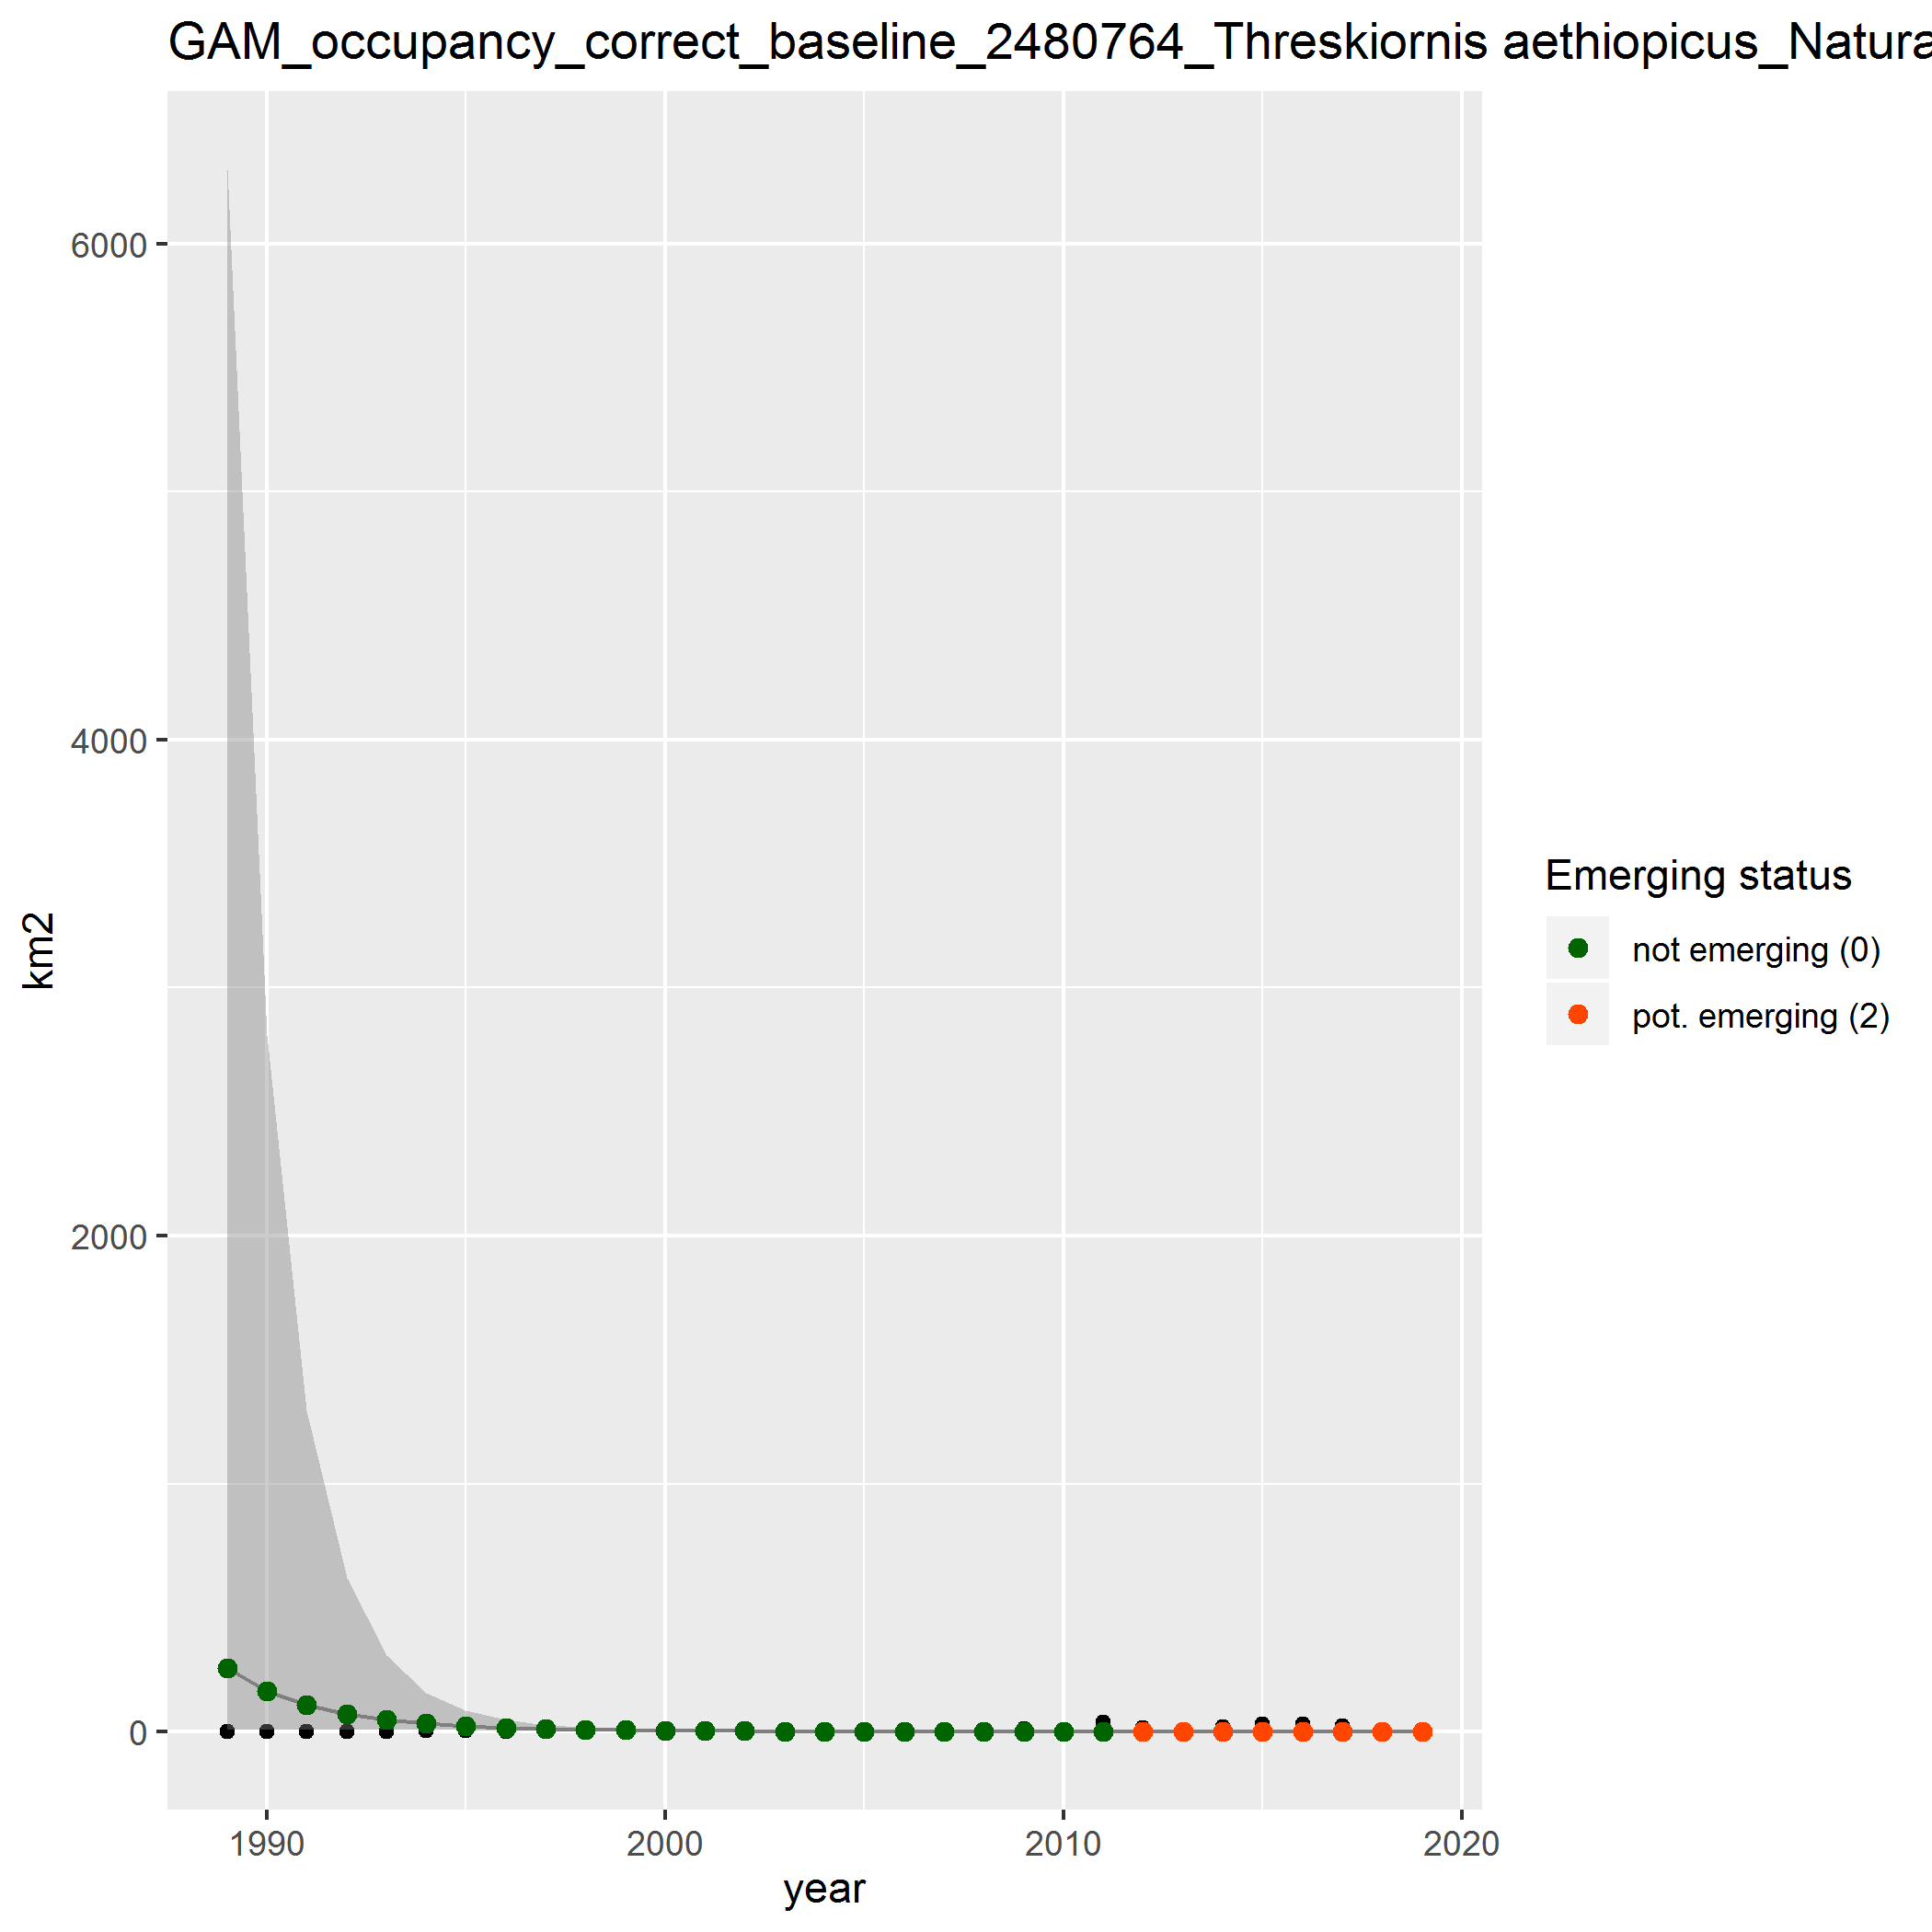 GAM_occupancy_correct_baseline_2480764_Threskiornis aethiopicus_Natura
6000
4000
2000
0
km2
1990 2000 2010 2020
year
Emerging status
not emerging (0)
pot. emerging (2)